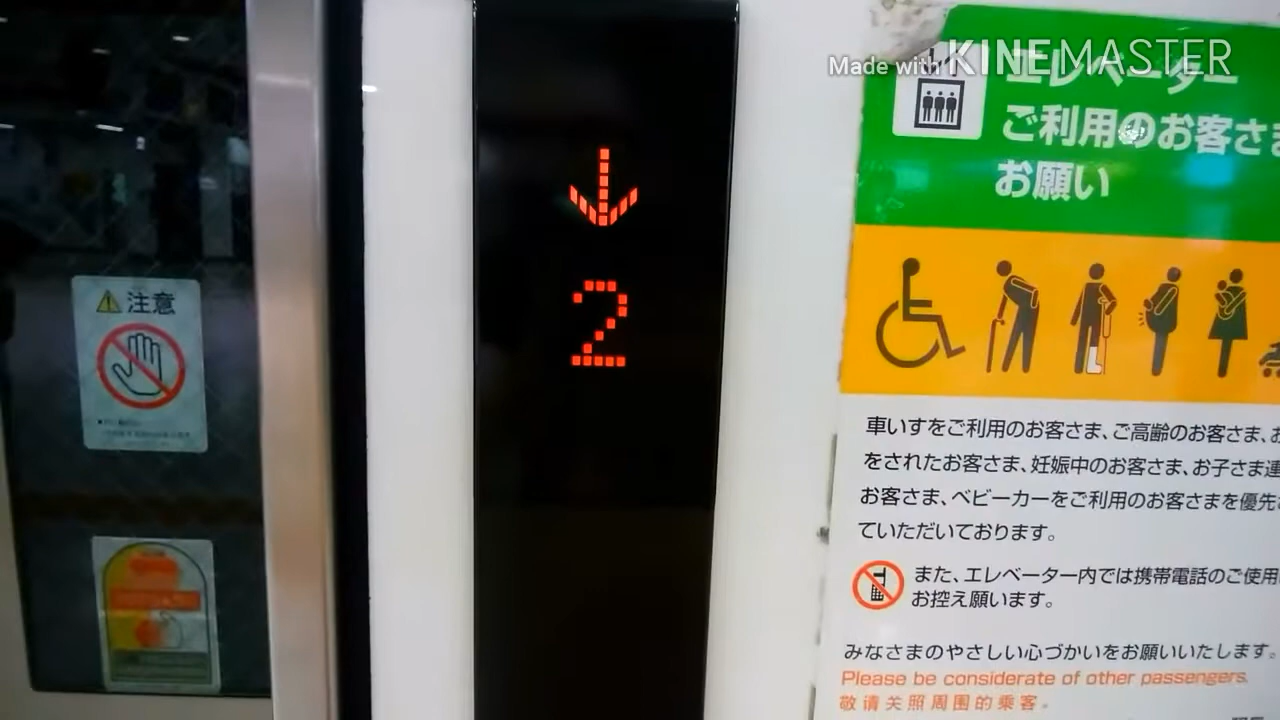 Made with KINEMASTER
エレベーター
ご利用のお客さ
お願い
注意
2
車いすをご利用のお客さま、ご高齢のお客さま、お
をされたお客さま、妊娠中のお客さま、お子さま連
お客さま、ベビーカーをご利用のお客さまを優先さ
ていただいております。
また、エレベーター内では携帯電話のご使用
お控え願います。
みなさまのやさしい心づかいをお願いいたします。
Please be considerate of other passengers.
敬请关照周围的乘客。